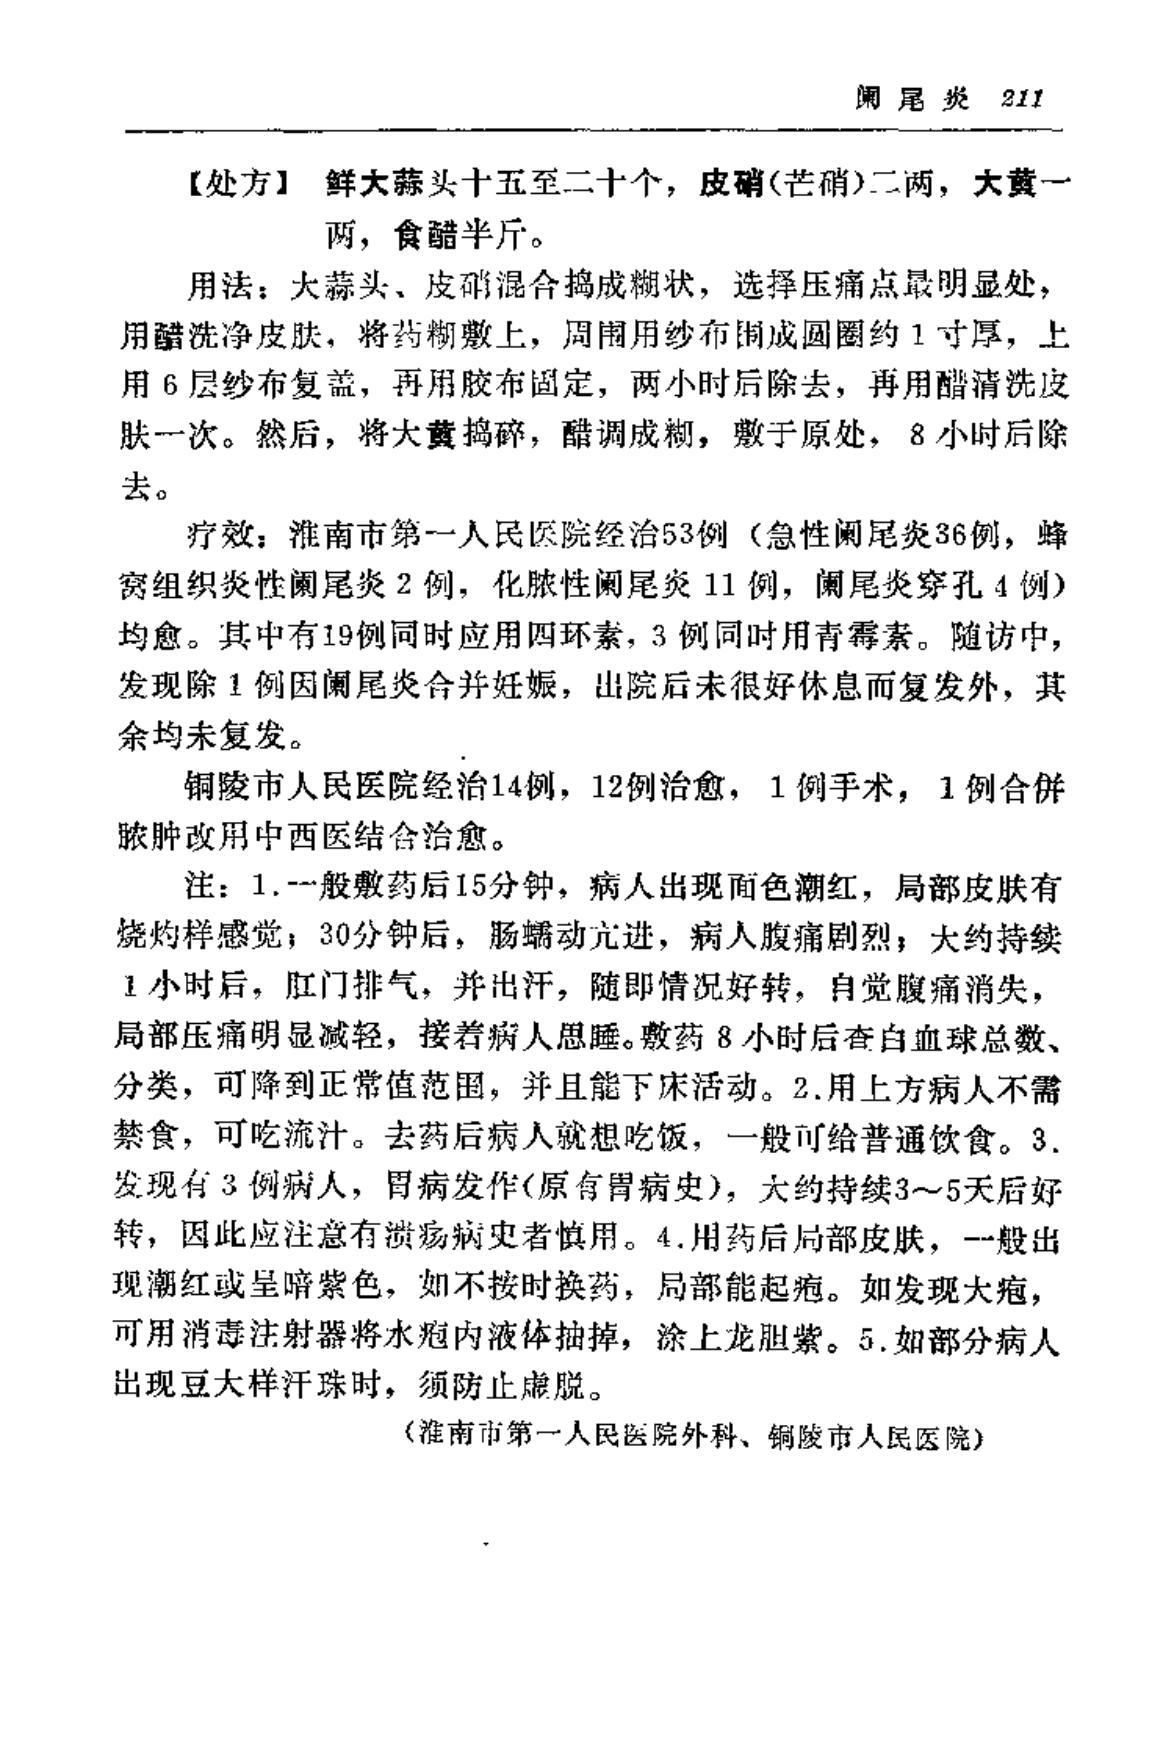 阑尾炎 211
【处方】 鲜大蒜头十五至二十个，皮硝(芒硝)二两，大黄一
两，食醋半斤。
用法：大蒜头、皮硝混合捣成糊状，选择压痛点最明显处，
用醋洗净皮肤，将药糊敷上，周围用纱布围成圆圈约1寸厚，上
用6层纱布复盖，再用胶布固定，两小时后除去，再用醋清洗皮
肤一次。然后，将大黄捣碎，醋调成糊，敷于原处，8小时后除
去。
疗效：淮南市第一人民医院经治53例（急性阑尾炎36例，蜂
窝组织炎性阑尾炎2例，化脓性阑尾炎11例，阑尾炎穿孔4例）
均愈。其中有19例同时应用四环素，3例同时用青霉素。随访中，
发现除1例因阑尾炎合并妊娠，出院后未很好休息而复发外，其
余均未复发。
铜陵市人民医院经治14例，12例治愈，1例手术，1例合併
脓肿改用中西医结合治愈。
注：1.一般敷药后15分钟，病人出现面色潮红，局部皮肤有
烧灼样感觉；30分钟后，肠蠕动亢进，病人腹痛剧烈；大约持续
1小时后，肛门排气，并出汗，随即情况好转，自觉腹痛消失，
局部压痛明显减轻，接着病人思睡。敷药8小时后查白血球总数、
分类，可降到正常值范围，并且能下床活动。2.用上方病人不需
禁食，可吃流汁。去药后病人就想吃饭，一般可给普通饮食。3.
发现有3例病人，胃病发作(原有胃病史)，大约持续3～5天后好
转，因此应注意有溃疡病史者慎用。4.用药后局部皮肤，一般出
现潮红或呈暗紫色，如不按时换药，局部能起疱。如发现大疱，
可用消毒注射器将水疱内液体抽掉，涂上龙胆紫。5.如部分病人
出现豆大样汗珠时，须防止虚脱。
（淮南市第一人民医院外科、铜陵市人民医院）